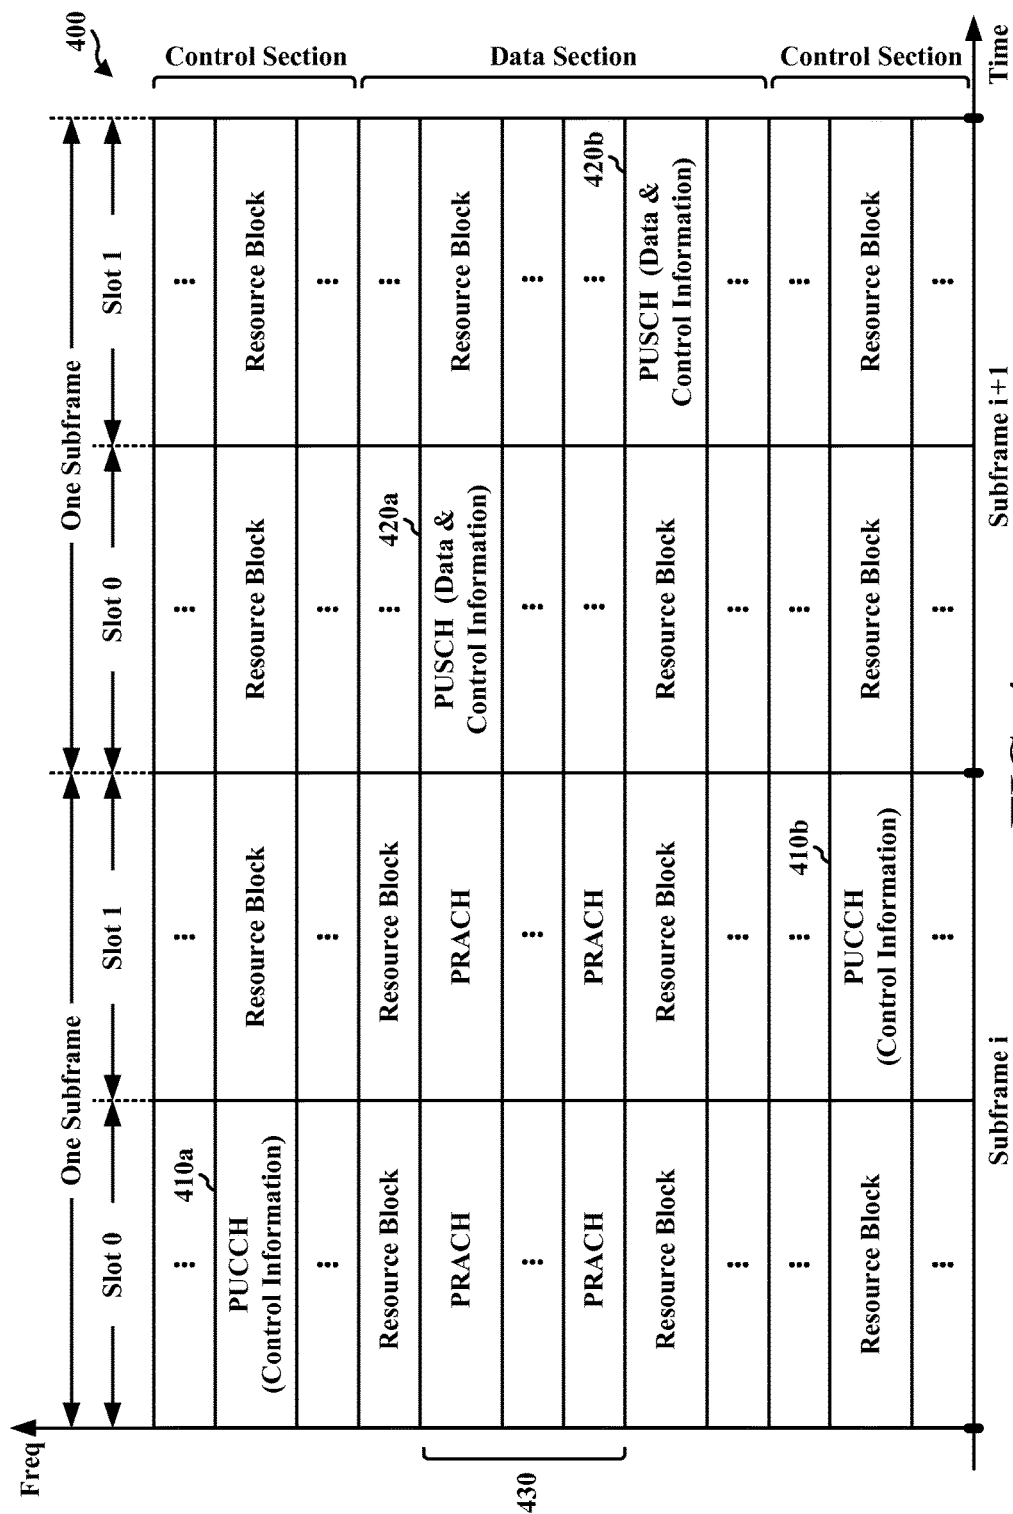 Freq
400
One Subframe
One Subframe
Slot 0
Slot 1
Slot 0
Slot 1
Control Section
... ... ... ...
410a
PUCCH
(Control Information)
Resource Block
Resource Block
Resource Block
... ... ... ...
Data Section
Resource Block
Resource Block
... ...
420a
430
PRACH
PRACH
PUSCH (Data &
Control Information)
Resource Block
... ... ... ...
PRACH
PRACH
... ...
420b
Resource Block
Resource Block
Resource Block
PUSCH (Data &
Control Information)
... ... ... ...
Control Section
... ... ... ...
410b
Resource Block
PUCCH
(Control Information)
Resource Block
Resource Block
... ... ... ...
Subframe i
Subframe i+1
Time